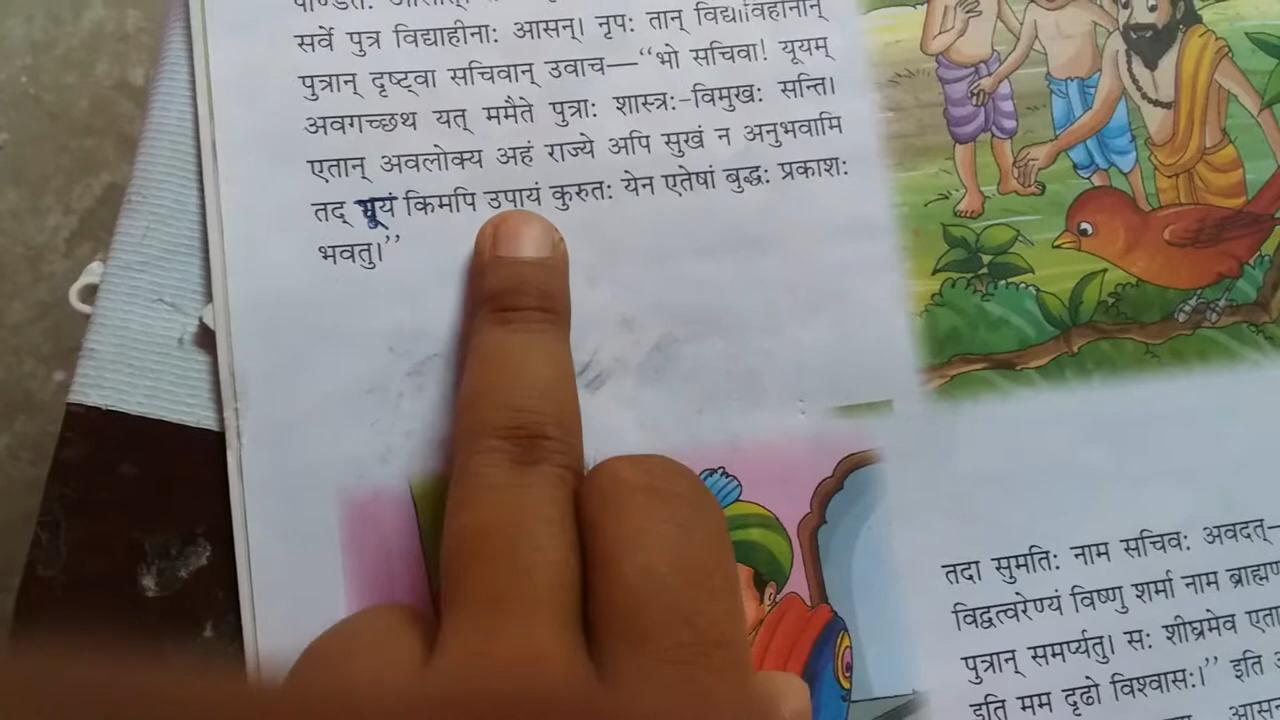 सर्वे पुत्र विद्याहीनाः आसन्। नृपः तान् विद्याविहीनान्
पुत्रान् दृष्ट्वा सचिवान् उवाच—“भो सचिवा! यूयम्
अवगच्छथ यत् ममैते पुत्राः शास्त्रः-विमुखः सन्ति।
एतान् अवलोक्य अहं राज्ये अपि सुखं न अनुभवामि
तद् यूयं किमपि उपायं कुरुतः येन एतेषां बुद्धः प्रकाशः
भवतु।”
तदा सुमतिः नाम सचिवः अवदत्–
विद्वत्वरेण्यं विष्णु शर्मा नाम ब्राह्मण
पुत्रान् समर्प्यतु। सः शीघ्रमेव एता
इति मम दृढो विश्वासः।” इति
आसन